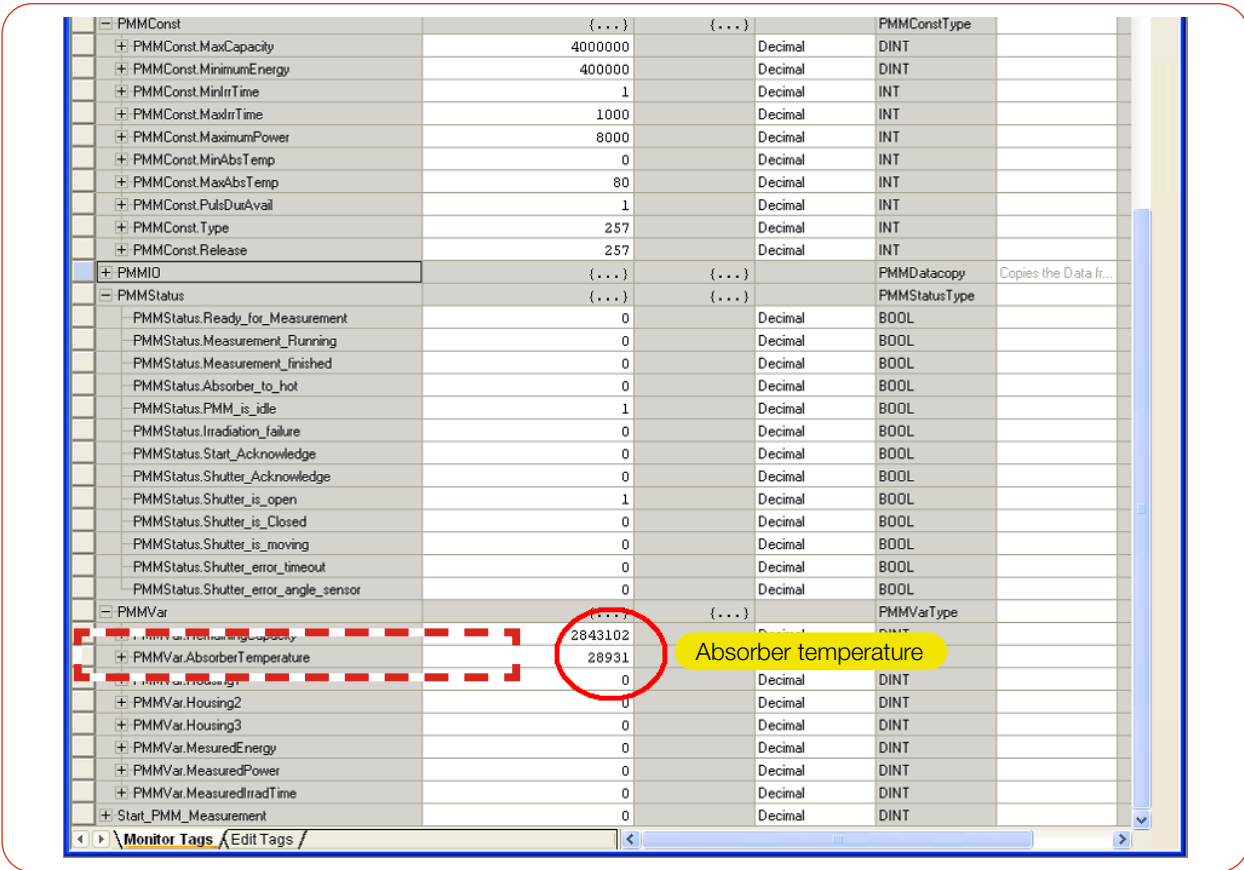 PMMConst {...} {...} PMMConstType
PMMConst.MaxCapacity 4000000 Decimal DINT
PMMConst.MinimumEnergy 400000 Decimal DINT
PMMConst.MinIrrTime 1 Decimal INT
PMMConst.MaxIrrTime 1000 Decimal INT
PMMConst.MaximumPower 8000 Decimal INT
PMMConst.MinAbsTemp 0 Decimal INT
PMMConst.MaxAbsTemp 80 Decimal INT
PMMConst.PulsDurAvail 1 Decimal INT
PMMConst.Type 257 Decimal INT
PMMConst.Release 257 Decimal INT
PMMIO {...} {...} PMMDatacopy Copies the Data fr...
PMMStatus {...} {...} PMMStatusType
PMMStatus.Ready_for_Measurement 0 Decimal BOOL
PMMStatus.Measurement_Running 0 Decimal BOOL
PMMStatus.Measurement_finished 0 Decimal BOOL
PMMStatus.Absorber_to_hot 0 Decimal BOOL
PMMStatus.PMM_is_idle 1 Decimal BOOL
PMMStatus.Irradiation_failure 0 Decimal BOOL
PMMStatus.Start_Acknowledge 0 Decimal BOOL
PMMStatus.Shutter_Acknowledge 0 Decimal BOOL
PMMStatus.Shutter_is_open 1 Decimal BOOL
PMMStatus.Shutter_is_Closed 0 Decimal BOOL
PMMStatus.Shutter_is_moving 0 Decimal BOOL
PMMStatus.Shutter_error_timeout 0 Decimal BOOL
PMMStatus.Shutter_error_angle_sensor 0 Decimal BOOL
PMMVar {...} {...} PMMVarType
PMMVar.RemainingCapacity 2843102 Decimal DINT
PMMVar.AbsorberTemperature 28931 Absorber temperature
PMMVar.Housing1 0 Decimal DINT
PMMVar.Housing2 0 Decimal DINT
PMMVar.Housing3 0 Decimal DINT
PMMVar.MesuredEnergy 0 Decimal DINT
PMMVar.MeasuredPower 0 Decimal DINT
PMMVar.MeasuredIrradTime 0 Decimal DINT
Start_PMM_Measurement 0 Decimal DINT
Monitor Tags Edit Tags